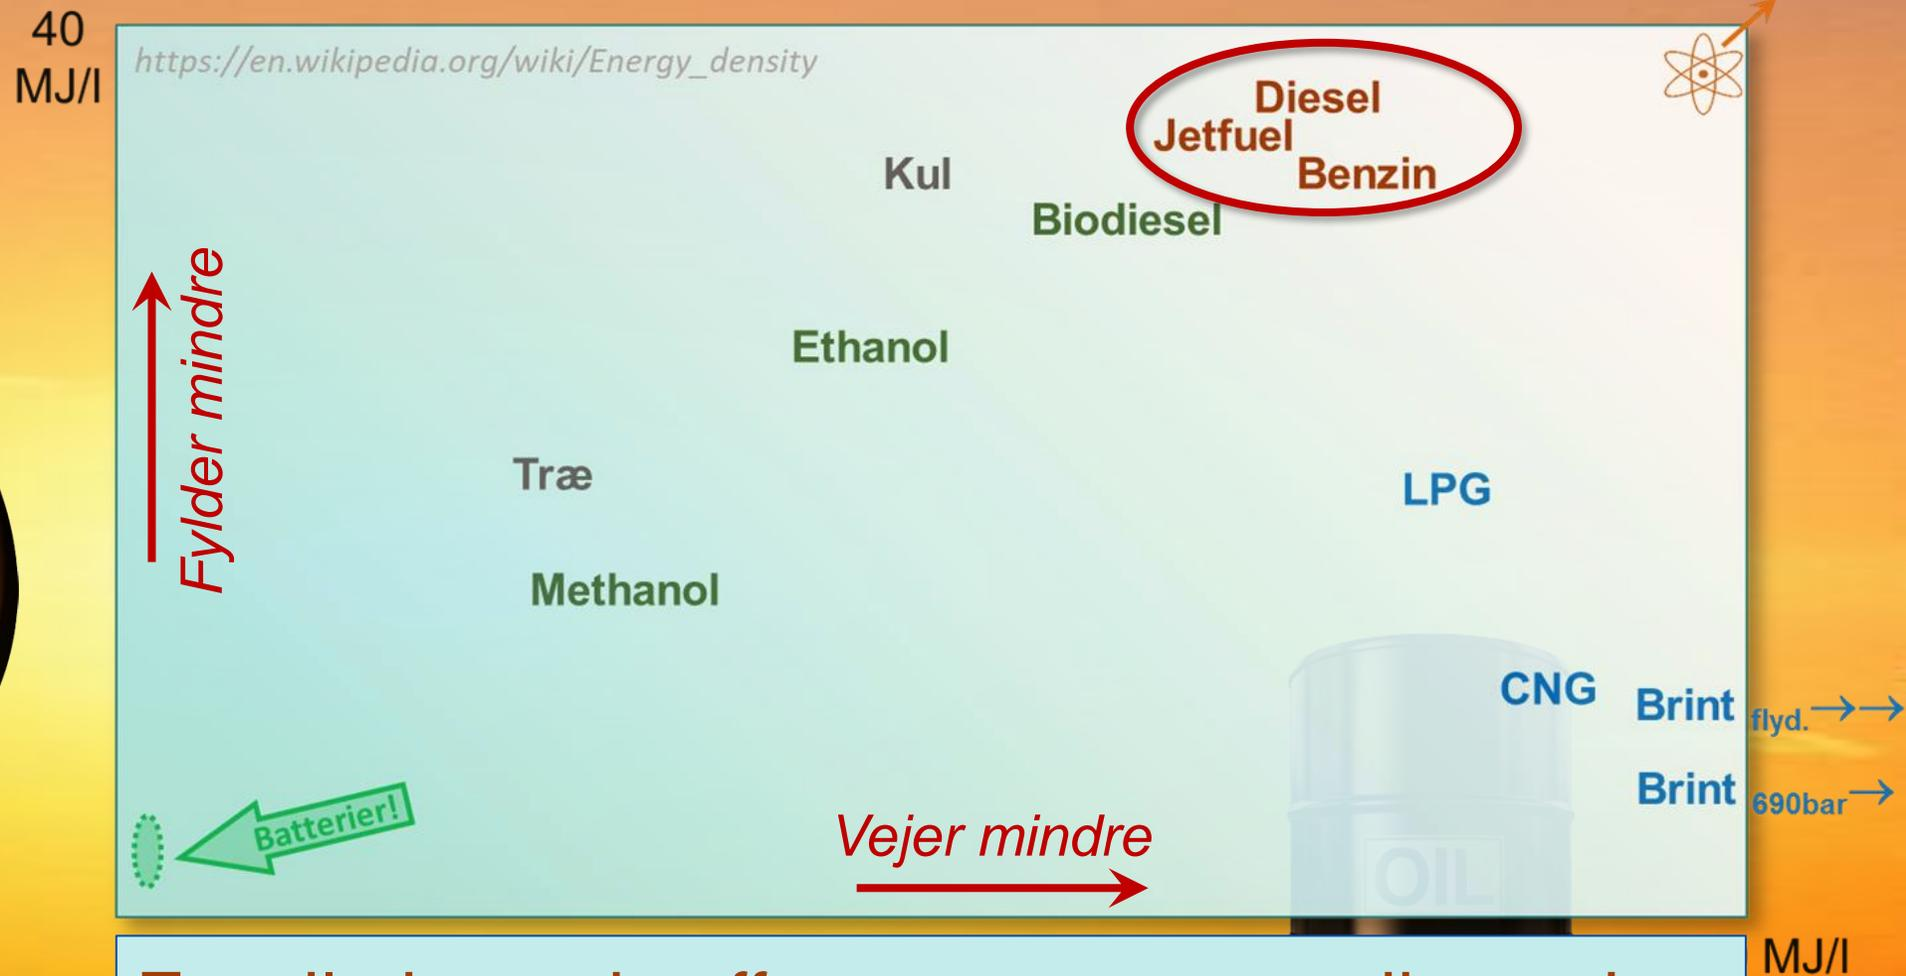 40
MJ/l
https://en.wikipedia.org/wiki/Energy_density
Diesel
Jetfuel
Benzin
Kul
Biodiesel
Fylder mindre
Ethanol
Træ
LPG
Methanol
CNG
Brint flyd.→→
Brint 690bar→
Batterier!
Vejer mindre
OIL
MJ/l